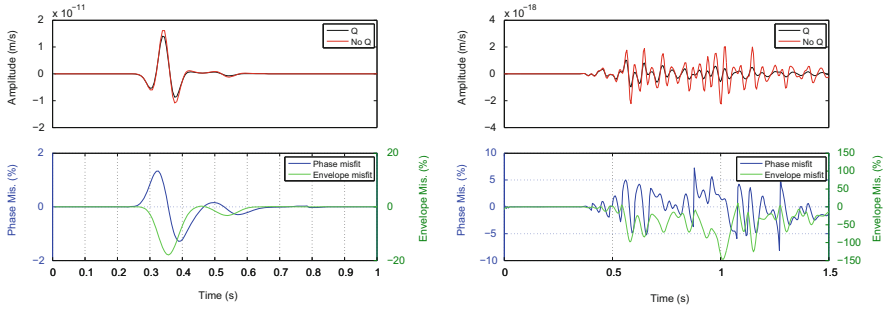 x 10−11
2
1
0
−1
−2
Amplitude (m/s)
Q
No Q
2
0
−2
Phase Mis. (%)
20
0
−20
Envelope Mis. (%)
Phase misfit
Envelope misfit
0 0.1 0.2 0.3 0.4 0.5 0.6 0.7 0.8 0.9 1
Time (s)
x 10−18
4
2
0
−2
−4
Amplitude (m/s)
Q
No Q
10
5
0
−5
−10
Phase Mis. (%)
150
100
50
0
−50
−100
−150
Envelope Mis. (%)
Phase misfit
Envelope misfit
0 0.5 1 1.5
Time (s)